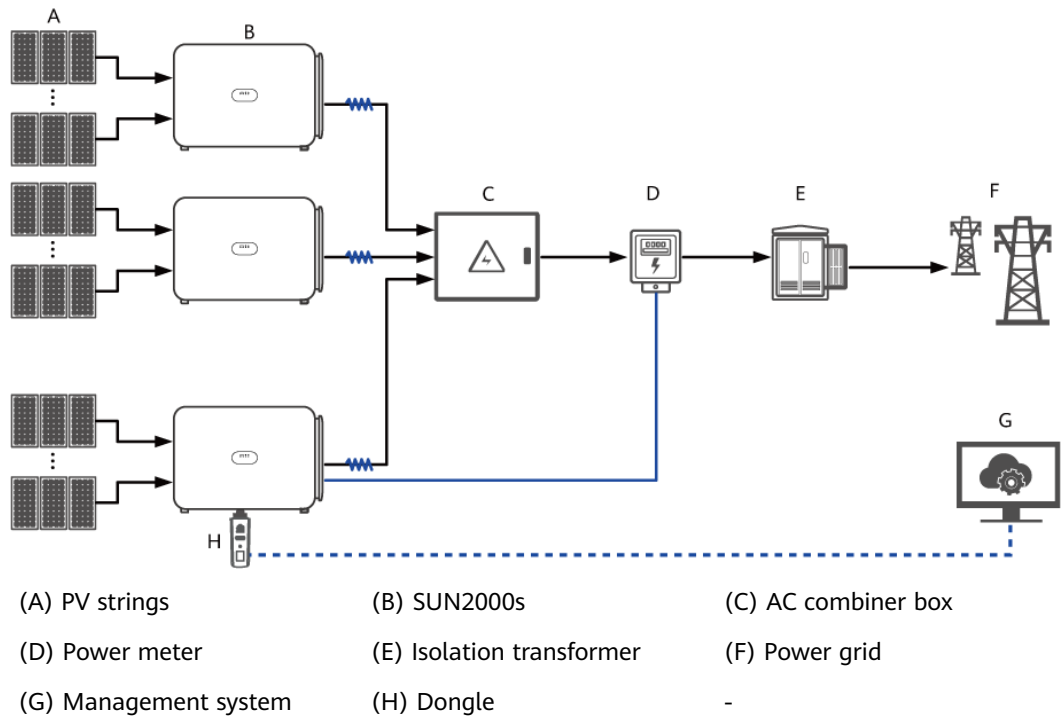 A
B
C
D
E
F
G
H
(A) PV strings (B) SUN2000s (C) AC combiner box
(D) Power meter (E) Isolation transformer (F) Power grid
(G) Management system (H) Dongle -